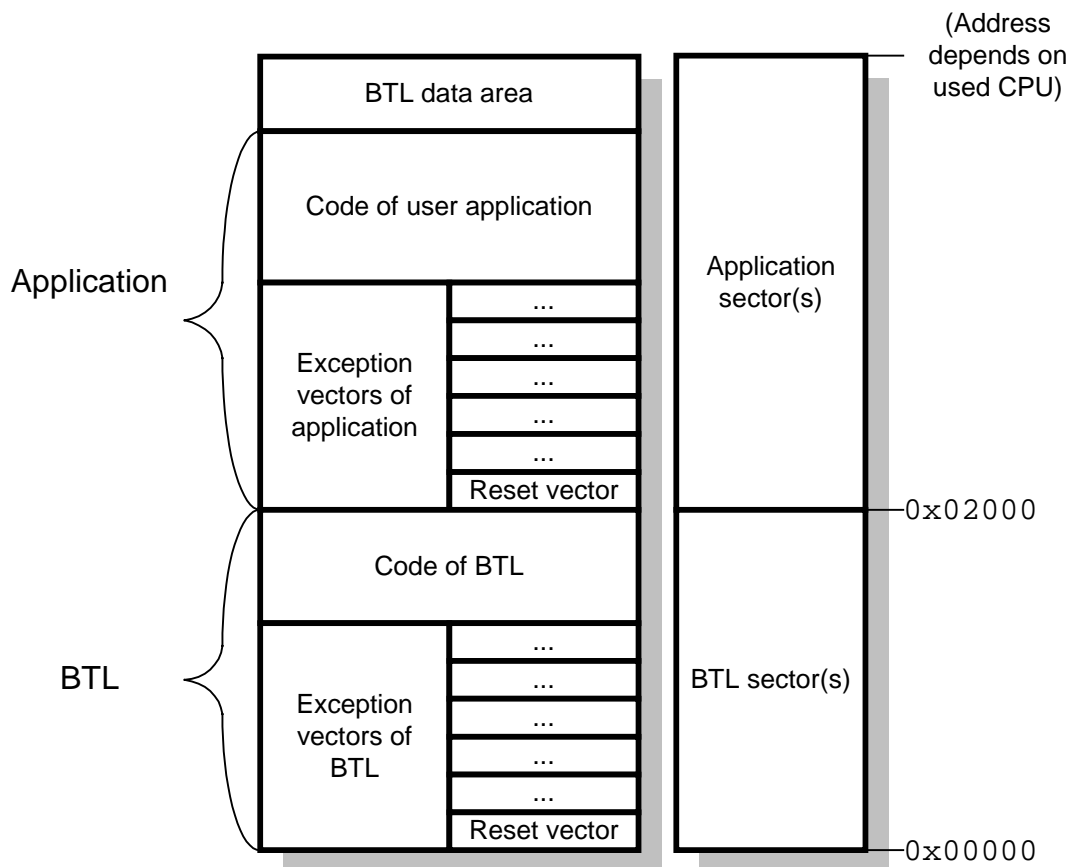 (Address
depends on
used CPU)
BTL data area
Code of user application
Application
Application
sector(s)
Exception
vectors of
application
...
...
...
...
...
Reset vector
0x02000
Code of BTL
BTL
BTL sector(s)
Exception
vectors of
BTL
...
...
...
...
...
Reset vector
0x00000